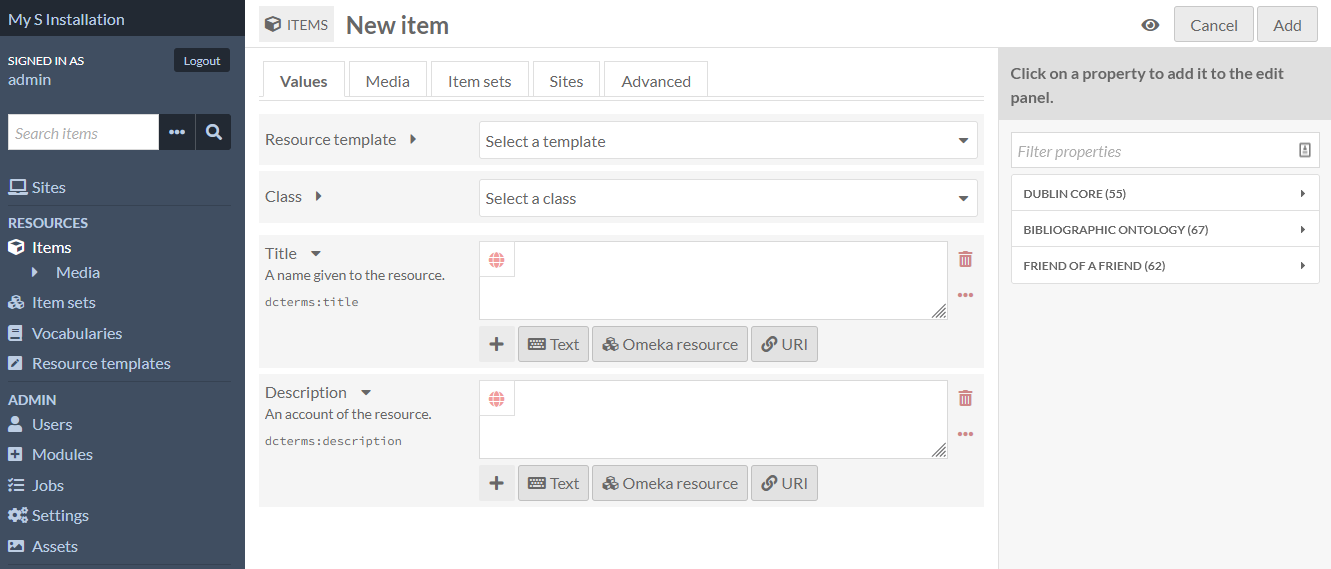 My S Installation
SIGNED IN AS
admin
Logout
Search items
Sites
RESOURCES
Items
Media
Item sets
Vocabularies
Resource templates
ADMIN
Users
Modules
Jobs
Settings
Assets
ITEMS
New item
Cancel
Add
Values
Media
Item sets
Sites
Advanced
Resource template
Select a template
Class
Select a class
Title
A name given to the resource.
dcterms:title
Text
Omeka resource
URI
Description
An account of the resource.
dcterms:description
Text
Omeka resource
URI
Click on a property to add it to the edit
panel.
Filter properties
DUBLIN CORE (55)
BIBLIOGRAPHIC ONTOLOGY (67)
FRIEND OF A FRIEND (62)